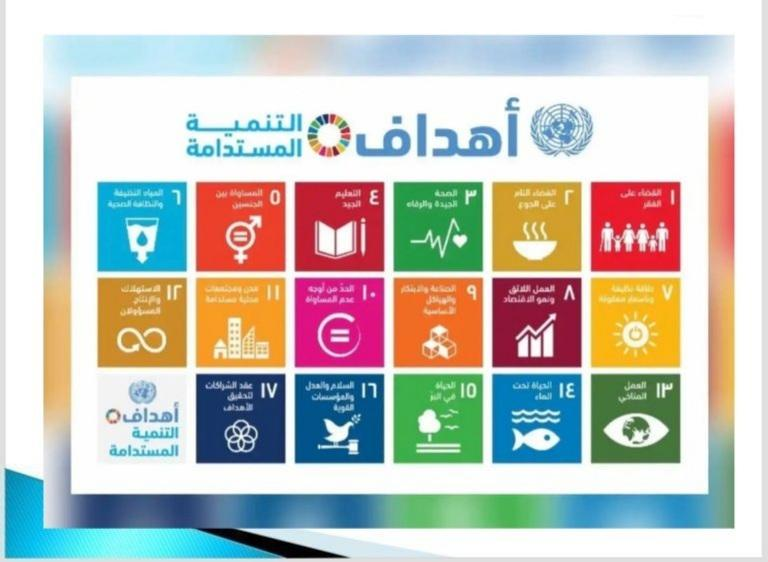 أهداف
التنميـــة
المستدامة
١ القضاء على
الفقر
٢ القضاء التام
على الجوع
٣ الصحة
الجيدة والرفاه
٤ التعليم
الجيد
٥ المساواة بين
الجنسين
٦ المياه النظيفة
والنظافة الصحية
٧ طاقة نظيفة
وبأسعار معقولة
٨ العمل اللائق
ونمو الاقتصاد
٩ الصناعة والابتكار
والهياكل
الأساسية
١٠ الحدّ من أوجه
عدم المساواة
١١ مدن ومجتمعات
محلية مستدامة
١٢ الاستهلاك
والإنتاج
المسؤولان
١٣ العمل
المناخي
١٤ الحياة تحت
الماء
١٥ الحياة
في البرّ
١٦ السلام والعدل
والمؤسسات
القوية
١٧ عقد الشراكات
لتحقيق
الأهداف
أهداف
التنمية
المستدامة